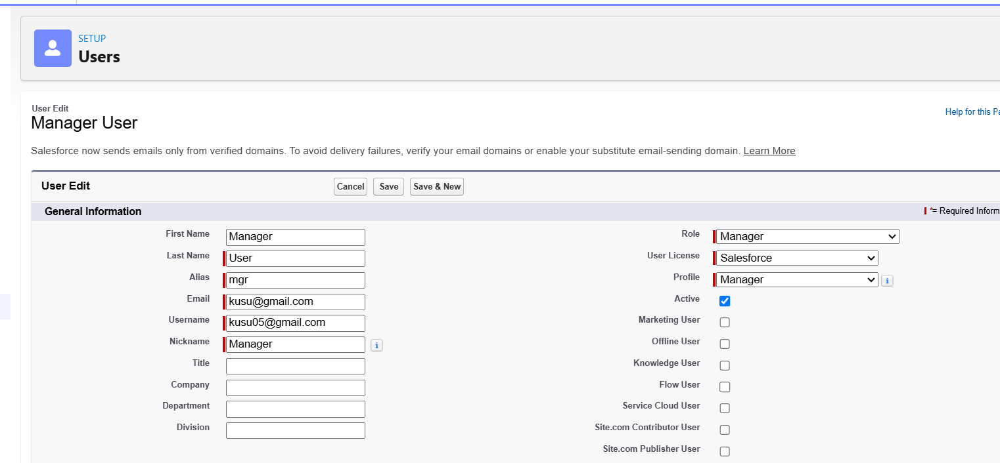 SETUP
Users
User Edit
Manager User
Help for this Pa
Salesforce now sends emails only from verified domains. To avoid delivery failures, verify your email domains or enable your substitute email-sending domain. Learn More
User Edit
Cancel Save Save & New
General Information
*= Required Inform
First Name Manager
Role Manager
Last Name User
User License Salesforce
Alias mgr
Profile Manager
Email kusu@gmail.com
Active
Username kusu05@gmail.com
Marketing User
Nickname Manager
Offline User
Title
Knowledge User
Company
Flow User
Department
Service Cloud User
Division
Site.com Contributor User
Site.com Publisher User